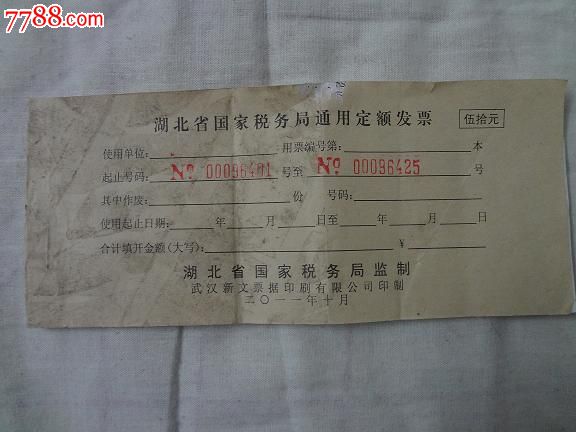 7788.com
湖北省国家税务局通用定额发票 伍拾元
使用单位: 用票编号第: 本
起止号码: Nº 00096401 号至 Nº 00096425 号
其中作废: 份 号码:
使用起止日期: 年 月 日至 年 月 日
合计填开金额(大写): ¥
湖北省国家税务局监制
武汉新文票据印刷有限公司印制
二〇一一年十月
7788.com